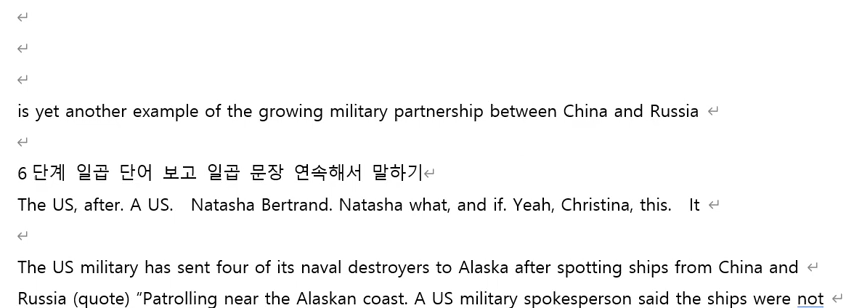 is yet another example of the growing military partnership between China and Russia
6 단계 일곱 단어 보고 일곱 문장 연속해서 말하기
The US, after. A US.   Natasha Bertrand. Natasha what, and if. Yeah, Christina, this.   It
The US military has sent four of its naval destroyers to Alaska after spotting ships from China and
Russia (quote) “Patrolling near the Alaskan coast. A US military spokesperson said the ships were not